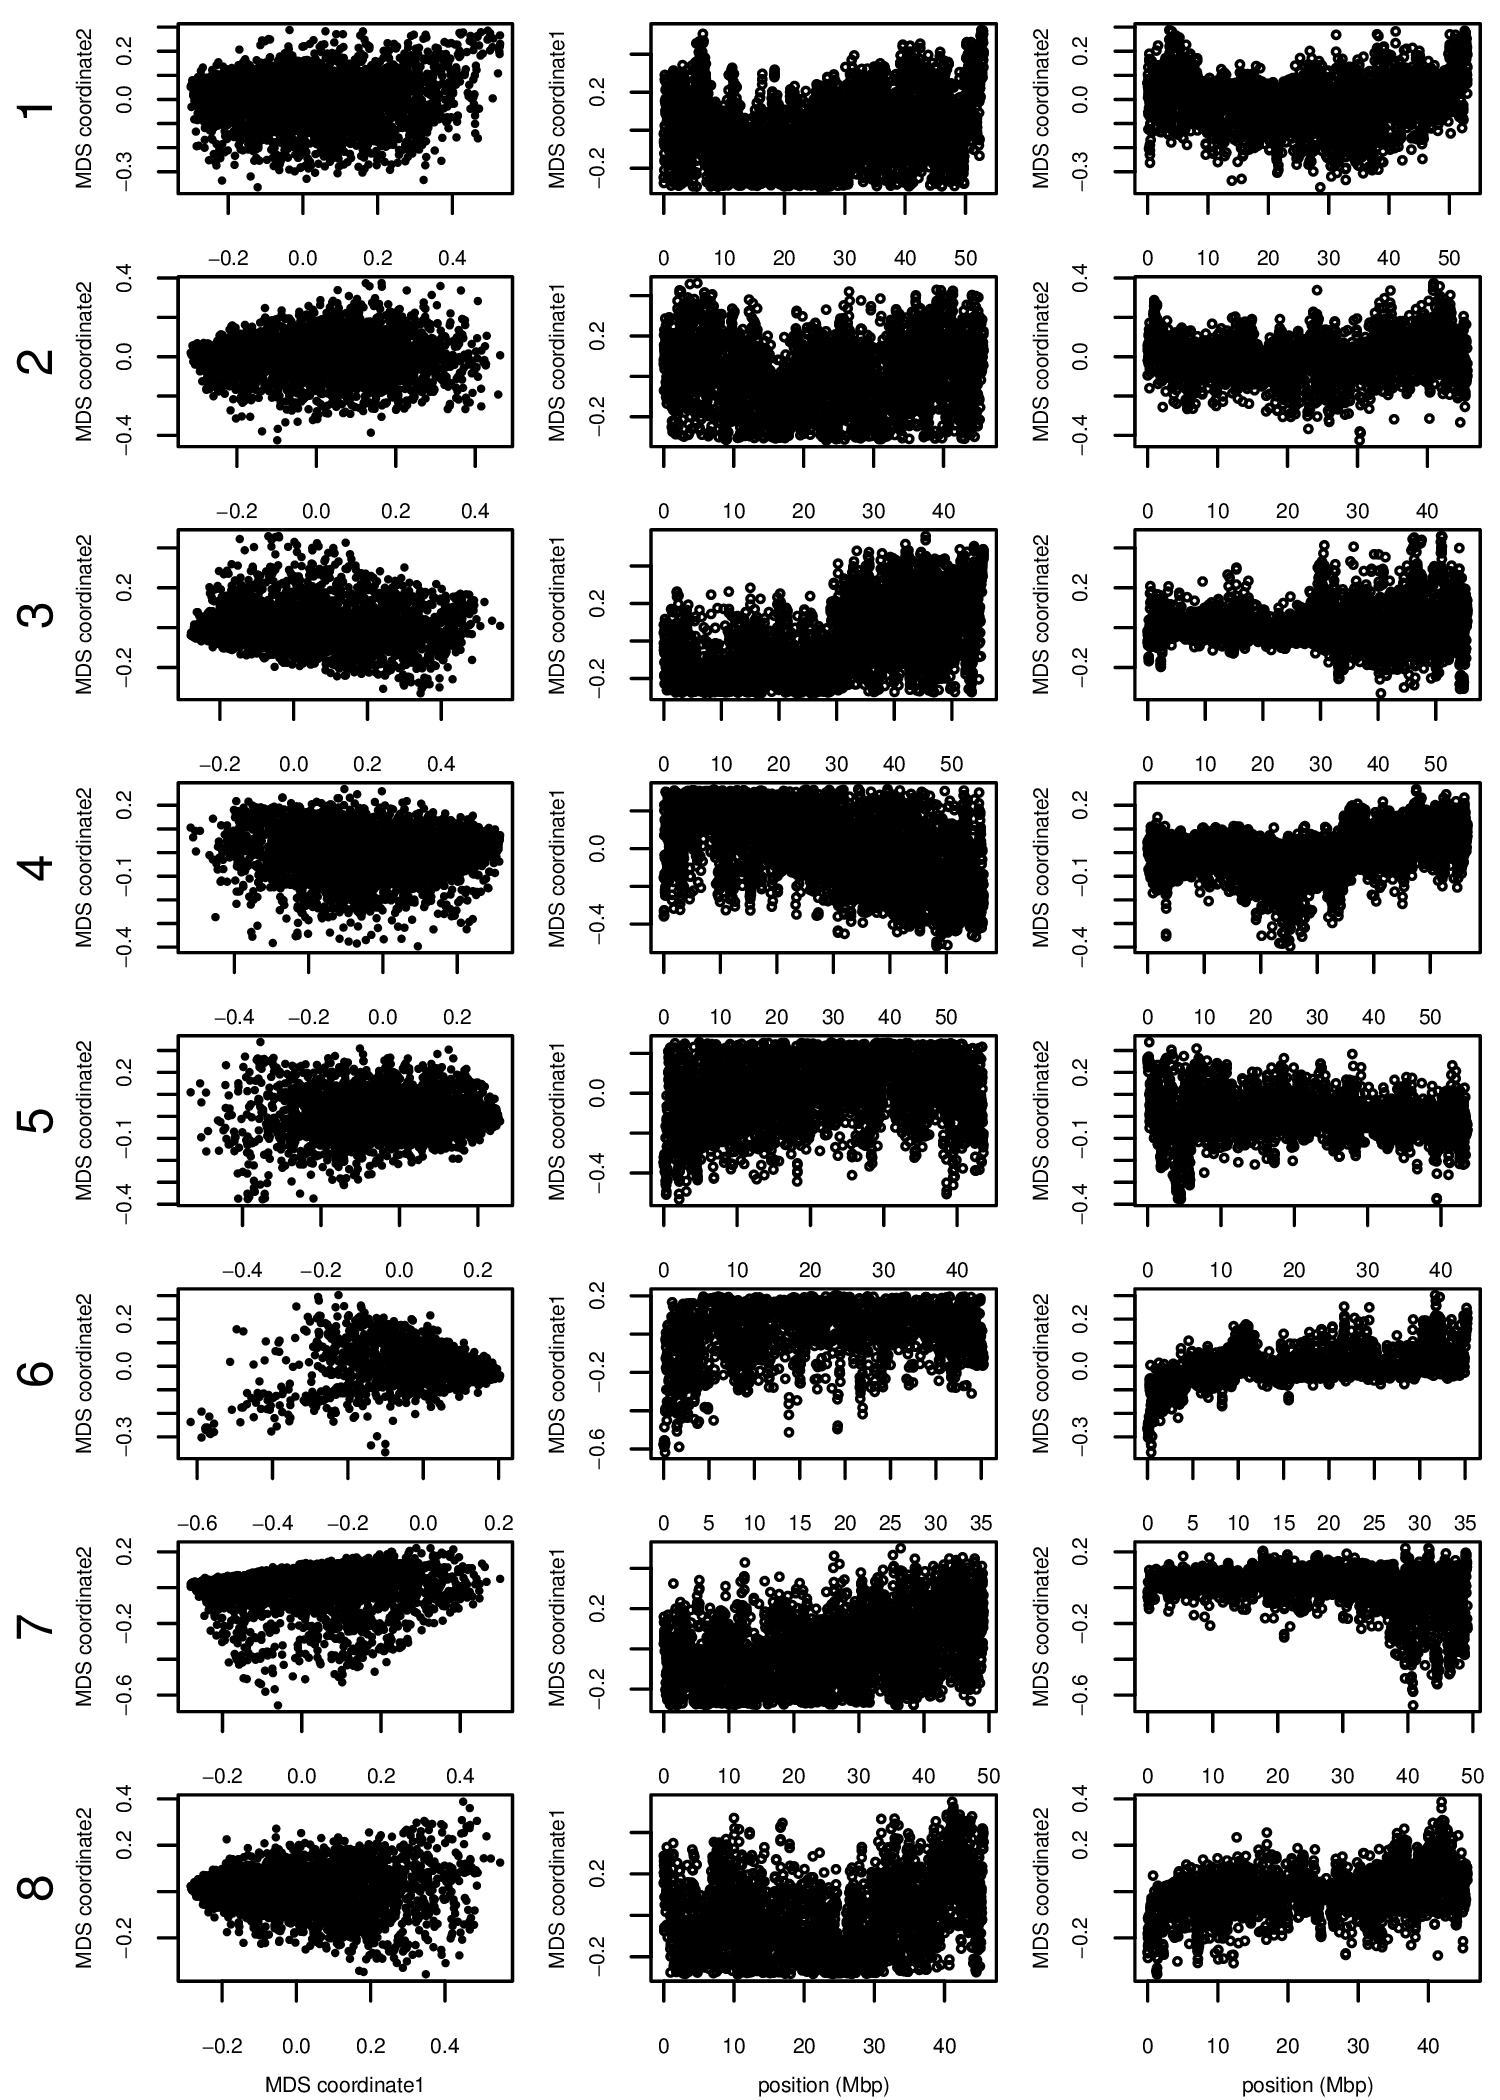 1
MDS coordinate2
−0.3 0.0 0.2
−0.2 0.0 0.2 0.4
MDS coordinate1
−0.2 0.2
0 10 20 30 40 50
MDS coordinate2
−0.3 0.0 0.2
0 10 20 30 40 50
2
MDS coordinate2
−0.4 0.0 0.4
−0.2 0.0 0.2 0.4
MDS coordinate1
−0.2 0.2
0 10 20 30 40
MDS coordinate2
−0.4 0.0 0.4
0 10 20 30 40
3
MDS coordinate2
−0.2 0.2
−0.2 0.0 0.2 0.4
MDS coordinate1
−0.2 0.2
0 10 20 30 40 50
MDS coordinate2
−0.2 0.2
0 10 20 30 40 50
4
MDS coordinate2
−0.4 −0.1 0.2
−0.4 −0.2 0.0 0.2
MDS coordinate1
−0.4 0.0
0 10 20 30 40 50
MDS coordinate2
−0.4 −0.1 0.2
0 10 20 30 40 50
5
MDS coordinate2
−0.4 −0.1 0.2
−0.4 −0.2 0.0 0.2
MDS coordinate1
−0.4 0.0
0 10 20 30 40
MDS coordinate2
−0.4 −0.1 0.2
0 10 20 30 40
6
MDS coordinate2
−0.3 0.0 0.2
−0.6 −0.4 −0.2 0.0 0.2
MDS coordinate1
−0.6 −0.2 0.2
0 5 10 15 20 25 30 35
MDS coordinate2
−0.3 0.0 0.2
0 5 10 15 20 25 30 35
7
MDS coordinate2
−0.6 −0.2 0.2
−0.2 0.0 0.2 0.4
MDS coordinate1
−0.2 0.2
0 10 20 30 40 50
MDS coordinate2
−0.6 −0.2 0.2
0 10 20 30 40 50
8
MDS coordinate2
−0.2 0.2 0.4
−0.2 0.0 0.2 0.4
MDS coordinate1
MDS coordinate1
−0.2 0.2
0 10 20 30 40
position (Mbp)
MDS coordinate2
−0.2 0.2 0.4
0 10 20 30 40
position (Mbp)